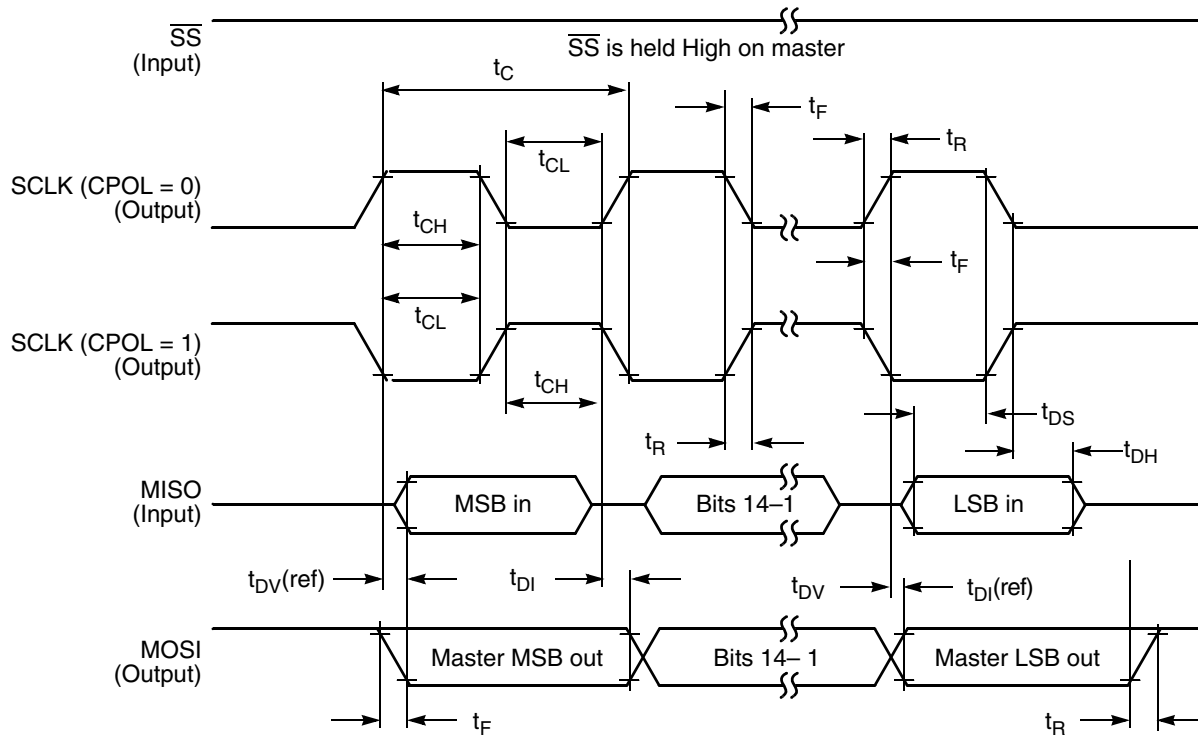 SS
(Input)
SS is held High on master
tC
tF
tR
tCL
SCLK (CPOL = 0)
(Output)
tCH
tF
tCL
SCLK (CPOL = 1)
(Output)
tCH
tDS
tR
tDH
MISO
(Input)
MSB in
Bits 14–1
LSB in
tDV(ref)
tDI
tDV
tDI(ref)
MOSI
(Output)
Master MSB out
Bits 14– 1
Master LSB out
tF
tR